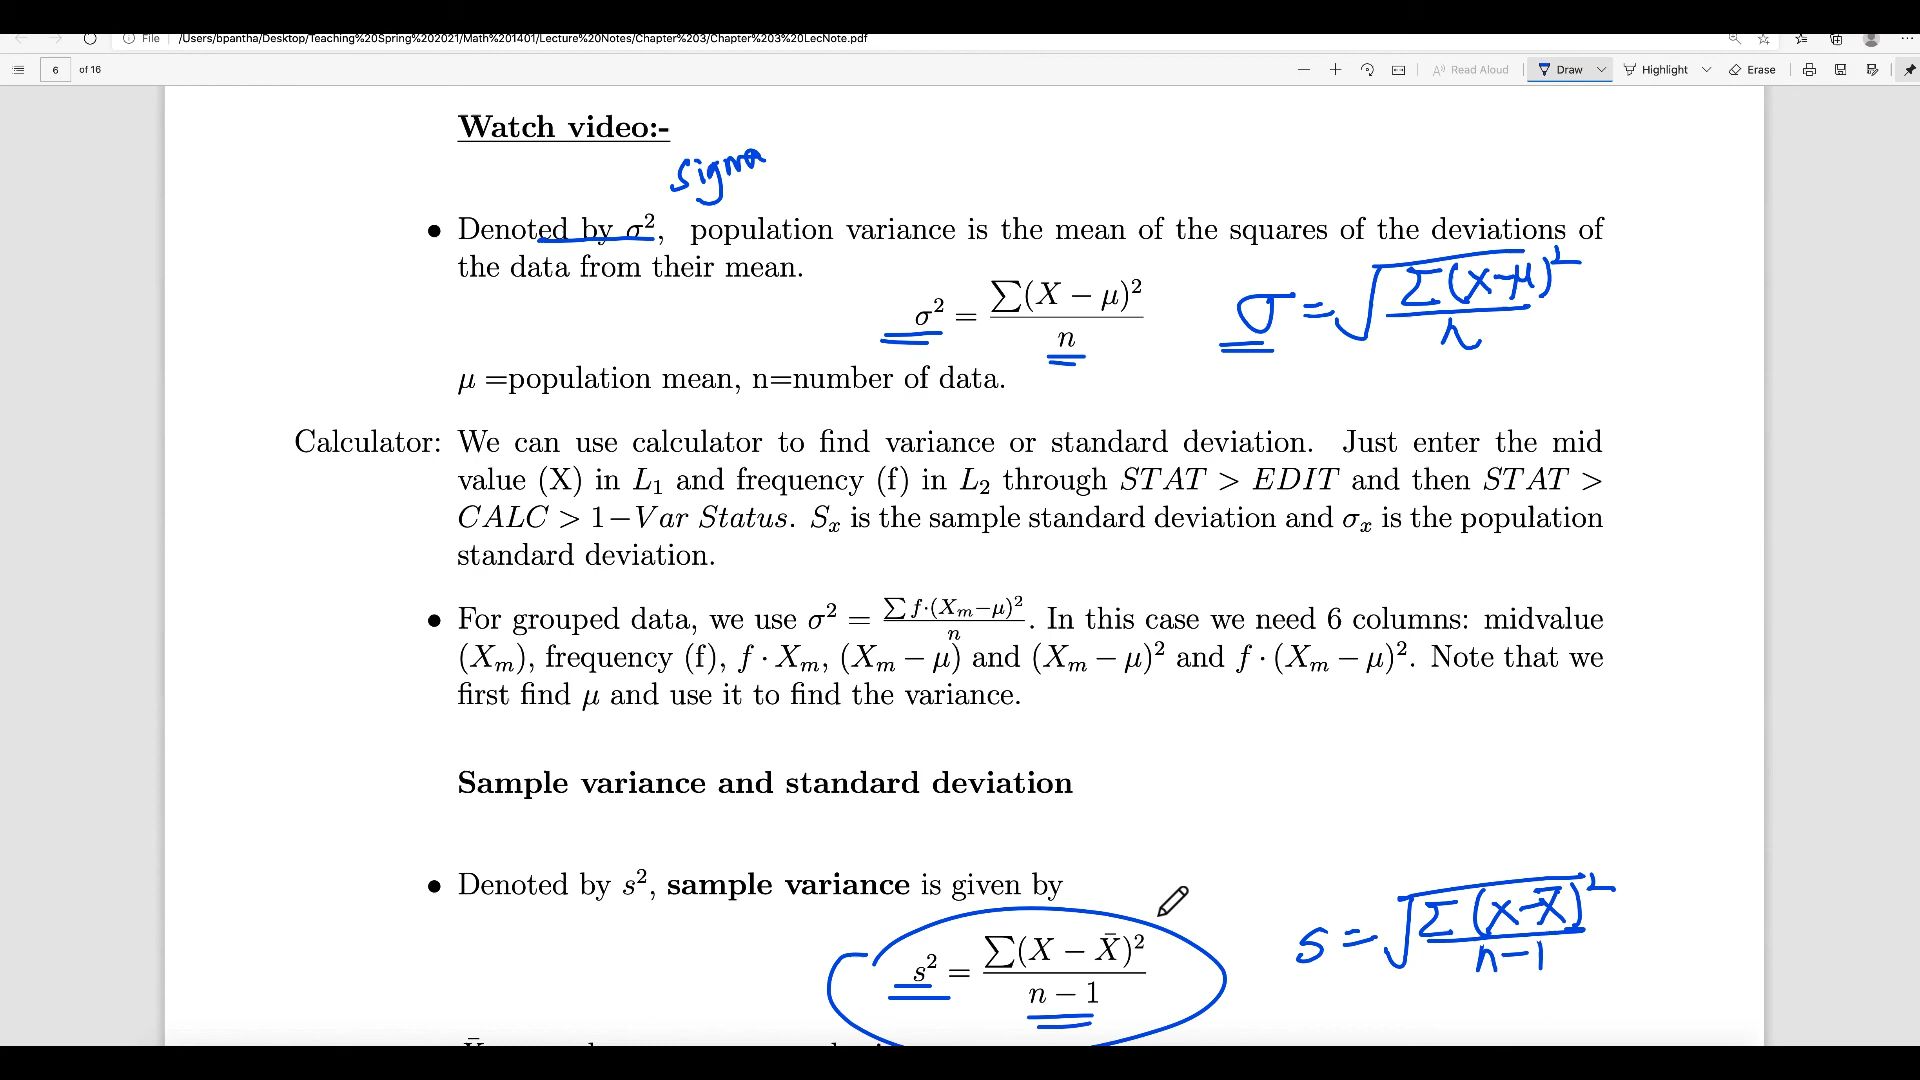 File /Users/bpantha/Desktop/Teaching%20Spring%202021/Math%201401/Lecture%20Notes/Chapter%203/Chapter%203%20LecNote.pdf
6 of 16 Read Aloud Draw Highlight Erase
Watch video:-
sigma
• Denoted by σ², population variance is the mean of the squares of the deviations of
the data from their mean.
σ² = ∑(X − μ)² / n
σ = √(Σ(x−μ)² / n)
μ =population mean, n=number of data.
Calculator: We can use calculator to find variance or standard deviation. Just enter the mid
value (X) in L₁ and frequency (f) in L₂ through STAT > EDIT and then STAT >
CALC > 1−Var Status. Sₓ is the sample standard deviation and σₓ is the population
standard deviation.
• For grouped data, we use σ² = ∑ f·(Xₘ−μ)² / n. In this case we need 6 columns: midvalue
(Xₘ), frequency (f), f · Xₘ, (Xₘ − μ) and (Xₘ − μ)² and f · (Xₘ − μ)². Note that we
first find μ and use it to find the variance.
Sample variance and standard deviation
• Denoted by s², sample variance is given by
s² = ∑(X − X̄)² / n − 1
s = √(Σ(x−x̄)² / n−1)